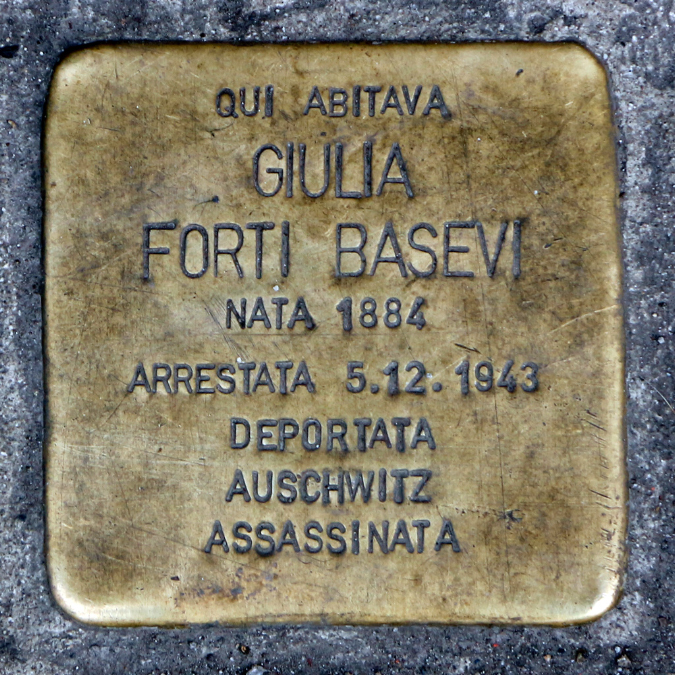 QUI ABITAVA
GIULIA
FORTI BASEVI
NATA 1884
ARRESTATA 5.12.1943
DEPORTATA
AUSCHWITZ
ASSASSINATA